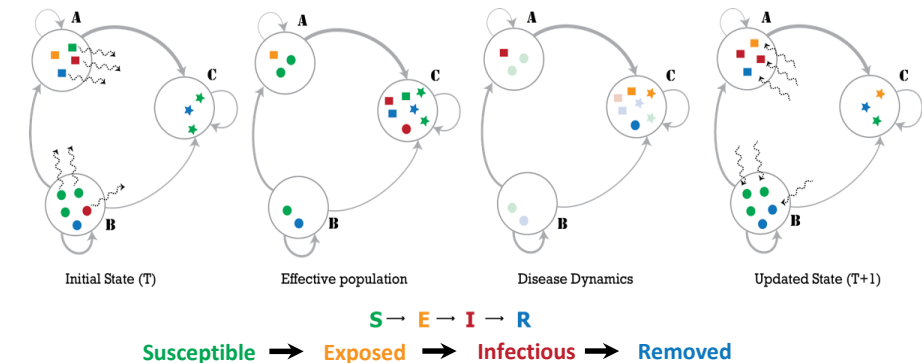 A
C
B
Initial State (T)
A
C
B
Effective population
A
C
B
Disease Dynamics
A
C
B
Updated State (T+1)
S → E → I → R
Susceptible → Exposed → Infectious → Removed